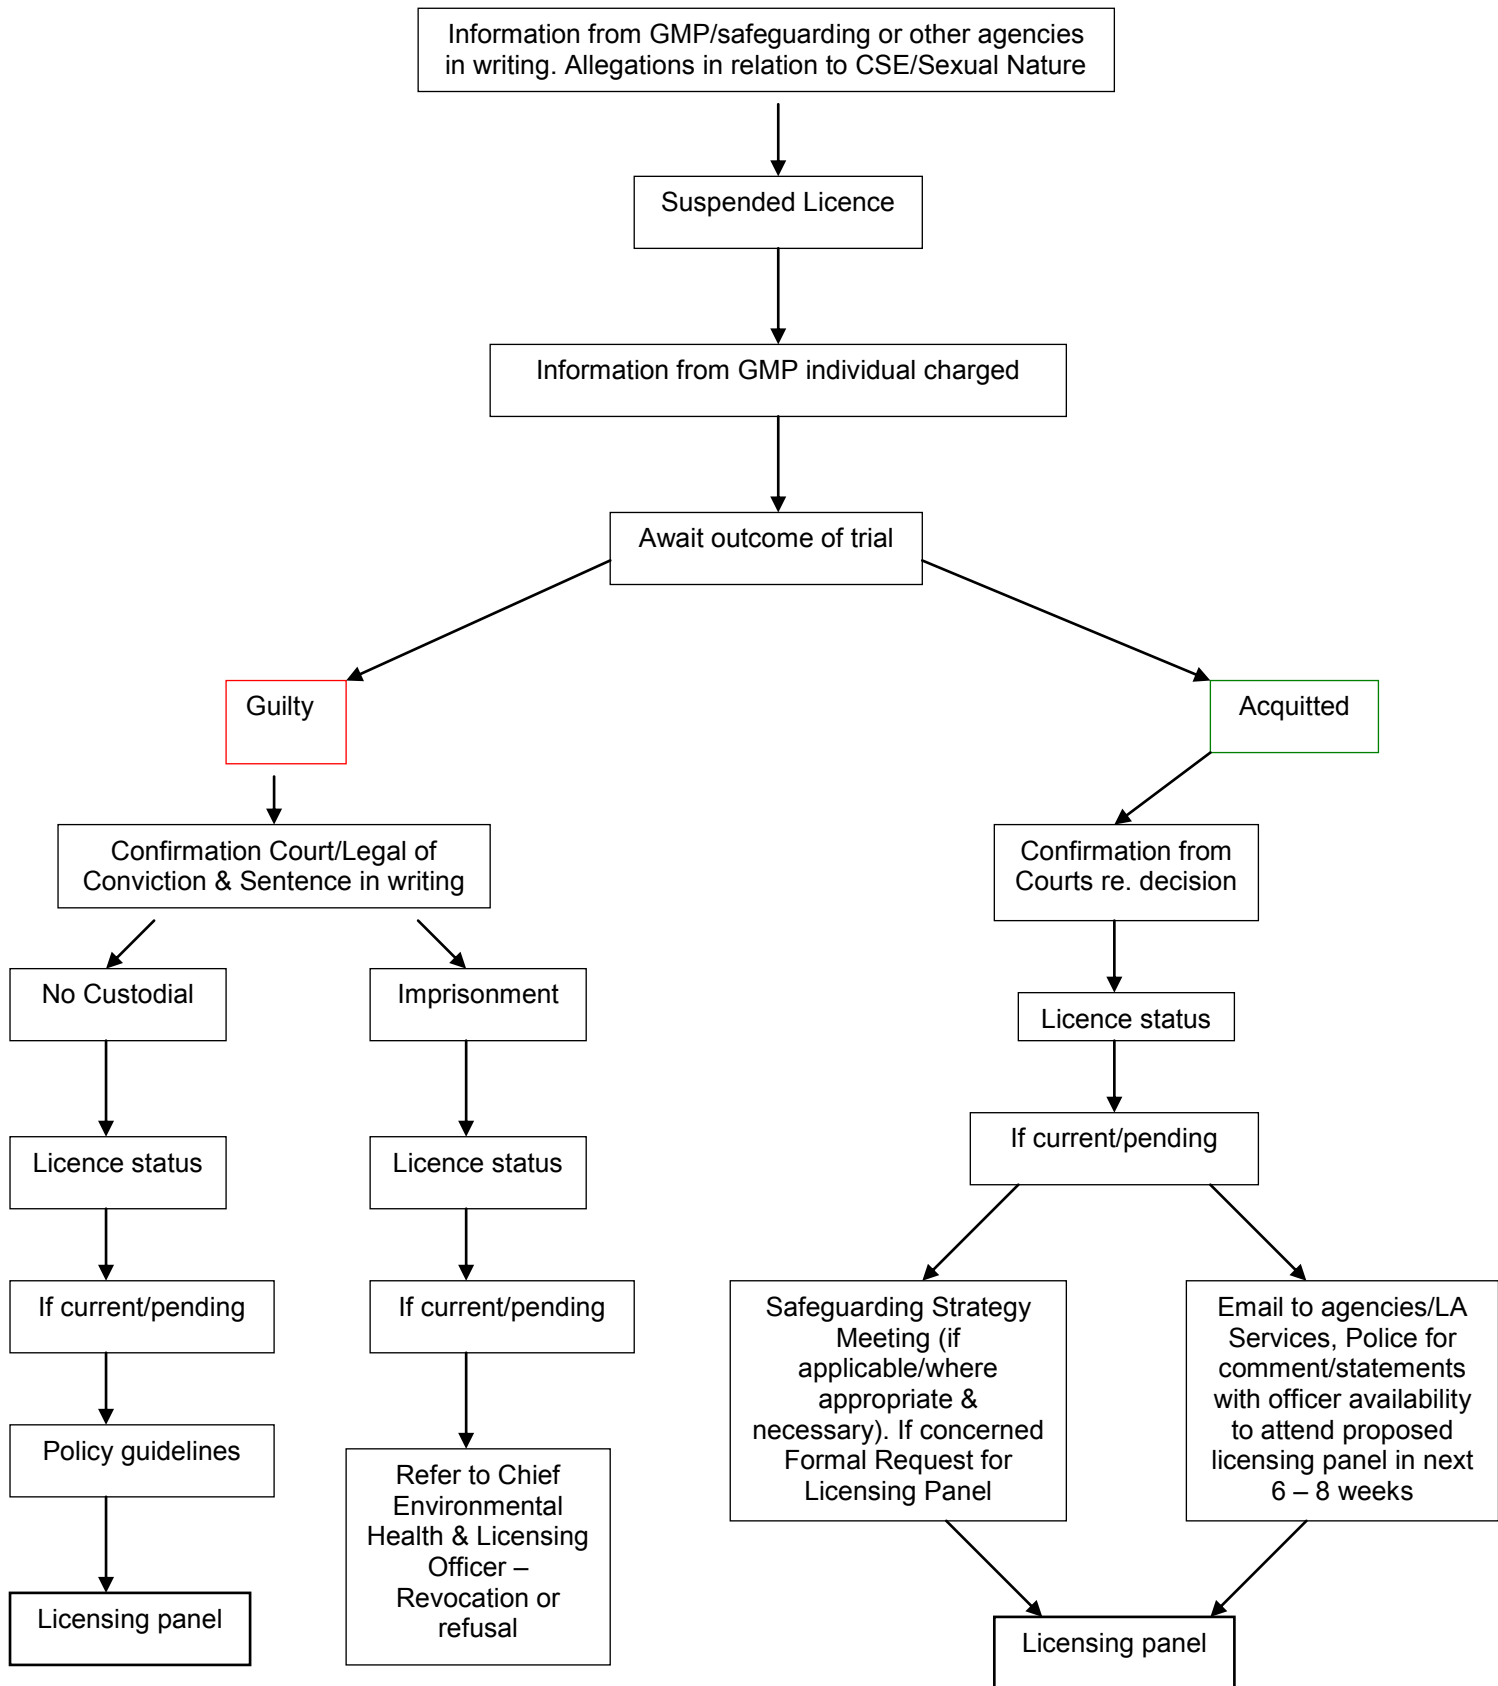 Information from GMP/safeguarding or other agencies
in writing. Allegations in relation to CSE/Sexual Nature
Suspended Licence
Information from GMP individual charged
Await outcome of trial
Guilty
Acquitted
Confirmation Court/Legal of
Conviction & Sentence in writing
Confirmation from
Courts re. decision
No Custodial
Imprisonment
Licence status
Licence status
Licence status
If current/pending
If current/pending
If current/pending
Policy guidelines
Refer to Chief
Environmental
Health & Licensing
Officer –
Revocation or
refusal
Safeguarding Strategy
Meeting (if
applicable/where
appropriate &
necessary). If concerned
Formal Request for
Licensing Panel
Email to agencies/LA
Services, Police for
comment/statements
with officer availability
to attend proposed
licensing panel in next
6 – 8 weeks
Licensing panel
Licensing panel